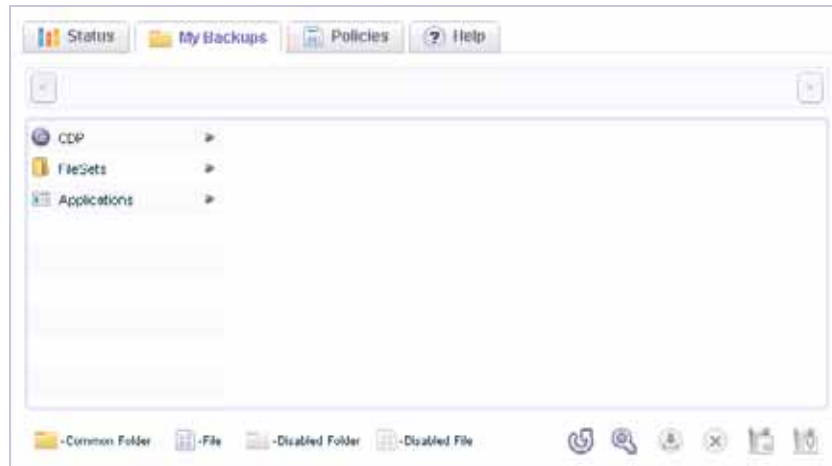 Status My Backups Policies ? Help
CDP
FileSets
Applications
-Common Folder -File -Disabled Folder -Disabled File